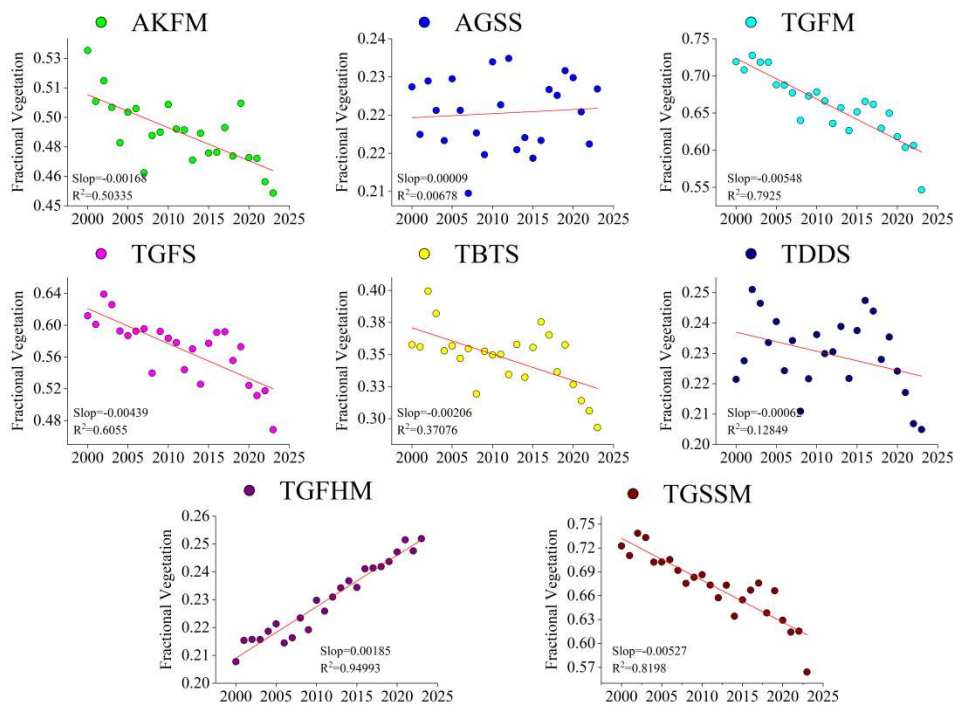 AKFM
AGSS
TGFM
Fractional Vegetation
0.53
0.50
0.48
0.46
0.45
Slop=-0.00168
R²=0.50335
2000 2005 2010 2015 2020 2025
Fractional Vegetation
0.24
0.23
0.22
0.22
0.21
Slop=0.00009
R²=0.00678
2000 2005 2010 2015 2020 2025
Fractional Vegetation
0.75
0.70
0.65
0.60
0.55
Slop=-0.00548
R²=0.7925
2000 2005 2010 2015 2020 2025
TGFS
TBTS
TDDS
Fractional Vegetation
0.64
0.60
0.56
0.52
0.48
Slop=-0.00439
R²=0.6055
2000 2005 2010 2015 2020 2025
Fractional Vegetation
0.40
0.38
0.35
0.33
0.30
Slop=-0.00206
R²=0.37076
2000 2005 2010 2015 2020 2025
Fractional Vegetation
0.25
0.23
0.22
0.20
Slop=-0.00062
R²=0.12849
2000 2005 2010 2015 2020 2025
TGFHM
TGSSM
Fractional Vegetation
0.26
0.25
0.24
0.23
0.22
0.21
0.20
Slop=0.00185
R²=0.94993
2000 2005 2010 2015 2020 2025
Fractional Vegetation
0.75
0.72
0.69
0.66
0.63
0.60
0.57
Slop=-0.00527
R²=0.8198
2000 2005 2010 2015 2020 2025